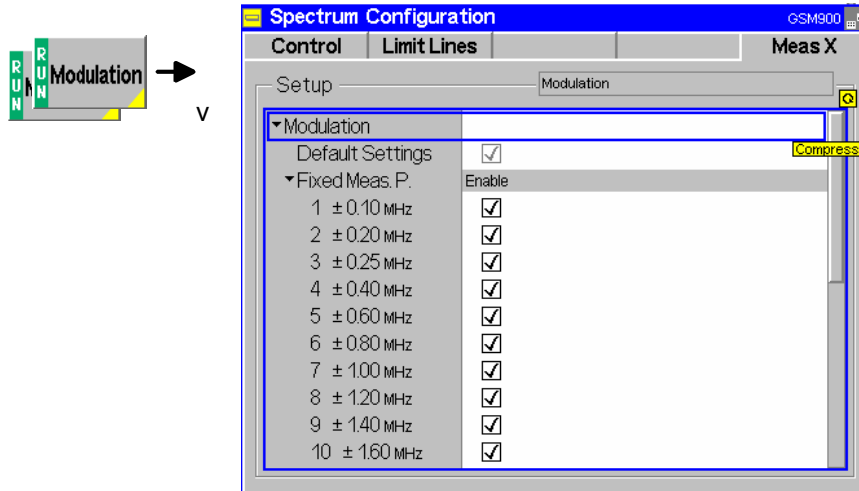 Spectrum Configuration GSM900
Control Limit Lines Meas X
RUN Modulation
RUN
v
Setup Modulation
Modulation
Compress
Default Settings
Fixed Meas. P. Enable
1 ±0.10 MHz
2 ±0.20 MHz
3 ±0.25 MHz
4 ±0.40 MHz
5 ±0.60 MHz
6 ±0.80 MHz
7 ±1.00 MHz
8 ±1.20 MHz
9 ±1.40 MHz
10 ±1.60 MHz